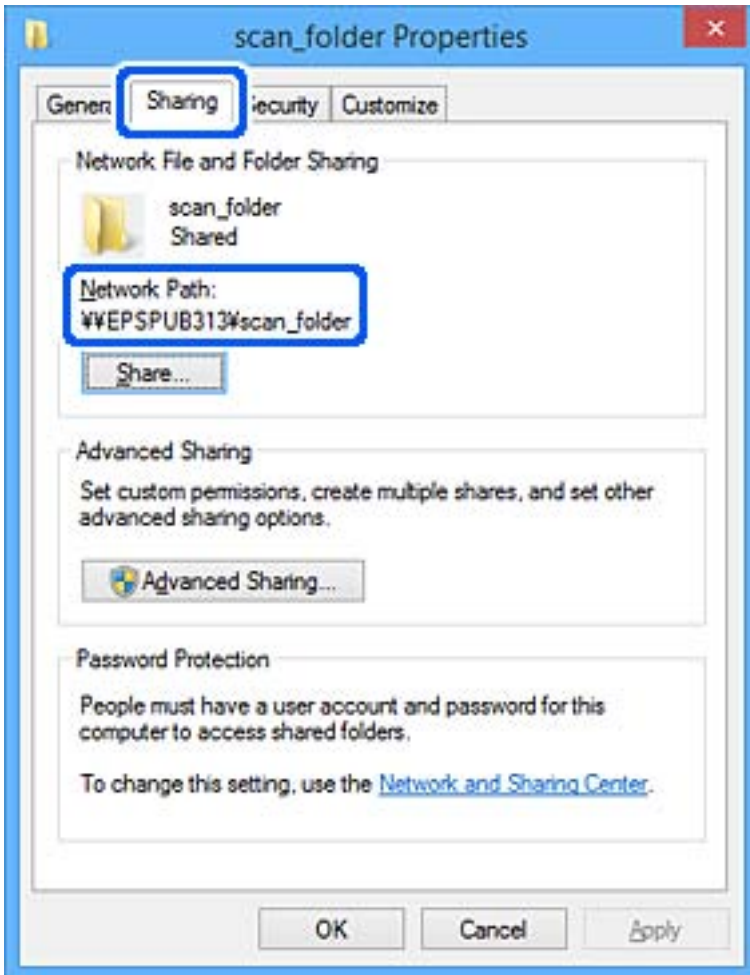 scan_folder Properties
General Sharing Security Customize
Network File and Folder Sharing
scan_folder
Shared
Network Path:
¥¥EPSPUB313¥scan_folder
Share...
Advanced Sharing
Set custom permissions, create multiple shares, and set other
advanced sharing options.
Advanced Sharing...
Password Protection
People must have a user account and password for this
computer to access shared folders.
To change this setting, use the Network and Sharing Center.
OK Cancel Apply